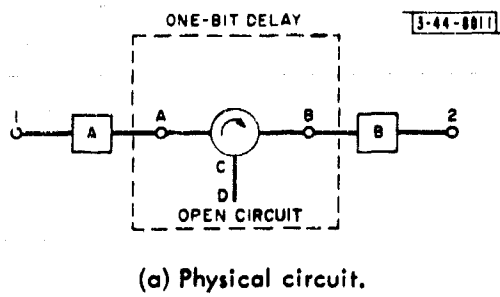 ONE-BIT DELAY
3-44-8811
1
A
A
B
B
2
C
D
OPEN CIRCUIT
(a) Physical circuit.